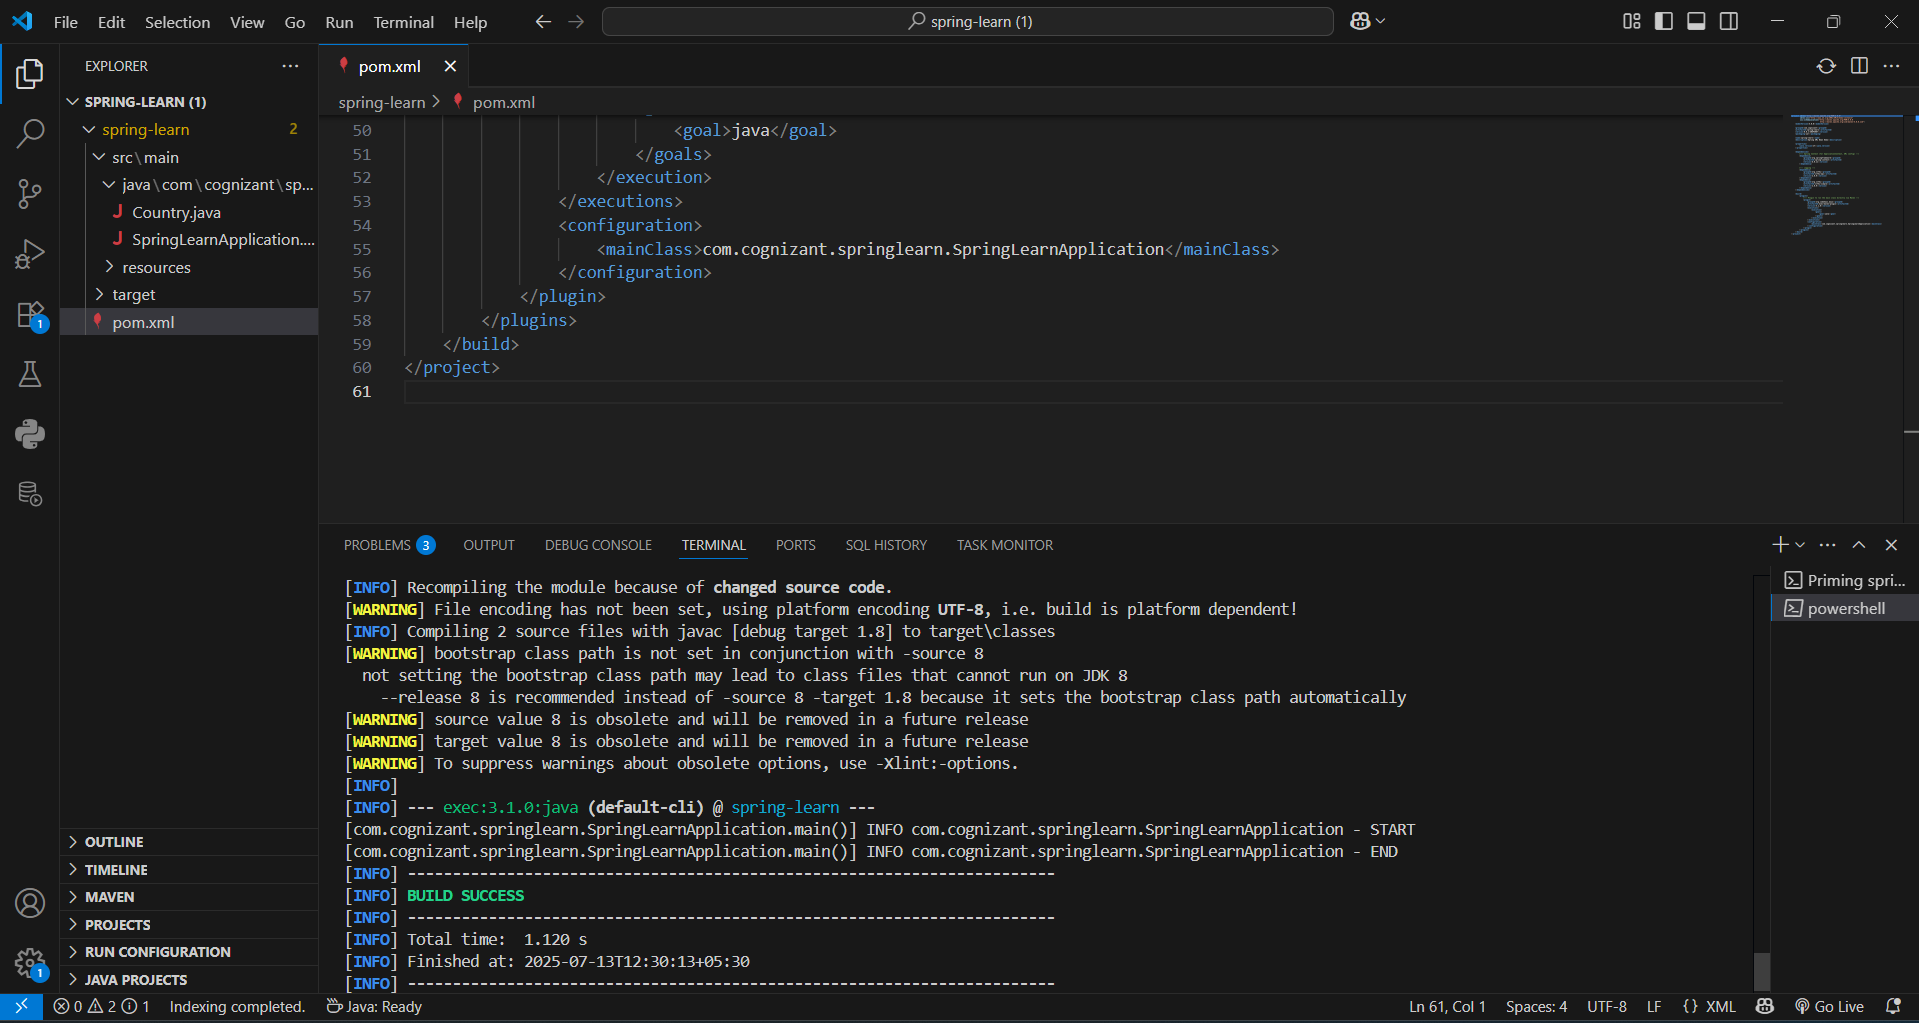 File Edit Selection View Go Run Terminal Help
spring-learn (1)
EXPLORER
SPRING-LEARN (1)
spring-learn 2
src\main
java\com\cognizant\sp...
Country.java
SpringLearnApplication....
resources
target
pom.xml
OUTLINE
TIMELINE
MAVEN
PROJECTS
RUN CONFIGURATION
JAVA PROJECTS
1
1
pom.xml
spring-learn > pom.xml
50 <goal>java</goal>
51 </goals>
52 </execution>
53 </executions>
54 <configuration>
55 <mainClass>com.cognizant.springlearn.SpringLearnApplication</mainClass>
56 </configuration>
57 </plugin>
58 </plugins>
59 </build>
60 </project>
61
PROBLEMS 3 OUTPUT DEBUG CONSOLE TERMINAL PORTS SQL HISTORY TASK MONITOR
[INFO] Recompiling the module because of changed source code.
[WARNING] File encoding has not been set, using platform encoding UTF-8, i.e. build is platform dependent!
[INFO] Compiling 2 source files with javac [debug target 1.8] to target\classes
[WARNING] bootstrap class path is not set in conjunction with -source 8
not setting the bootstrap class path may lead to class files that cannot run on JDK 8
--release 8 is recommended instead of -source 8 -target 1.8 because it sets the bootstrap class path automatically
[WARNING] source value 8 is obsolete and will be removed in a future release
[WARNING] target value 8 is obsolete and will be removed in a future release
[WARNING] To suppress warnings about obsolete options, use -Xlint:-options.
[INFO]
[INFO] --- exec:3.1.0:java (default-cli) @ spring-learn ---
[com.cognizant.springlearn.SpringLearnApplication.main()] INFO com.cognizant.springlearn.SpringLearnApplication - START
[com.cognizant.springlearn.SpringLearnApplication.main()] INFO com.cognizant.springlearn.SpringLearnApplication - END
[INFO] ------------------------------------------------------------------------
[INFO] BUILD SUCCESS
[INFO] ------------------------------------------------------------------------
[INFO] Total time:  1.120 s
[INFO] Finished at: 2025-07-13T12:30:13+05:30
[INFO] ------------------------------------------------------------------------
Priming spri...
powershell
0 2 1 Indexing completed. Java: Ready
Ln 61, Col 1 Spaces: 4 UTF-8 LF {} XML Go Live